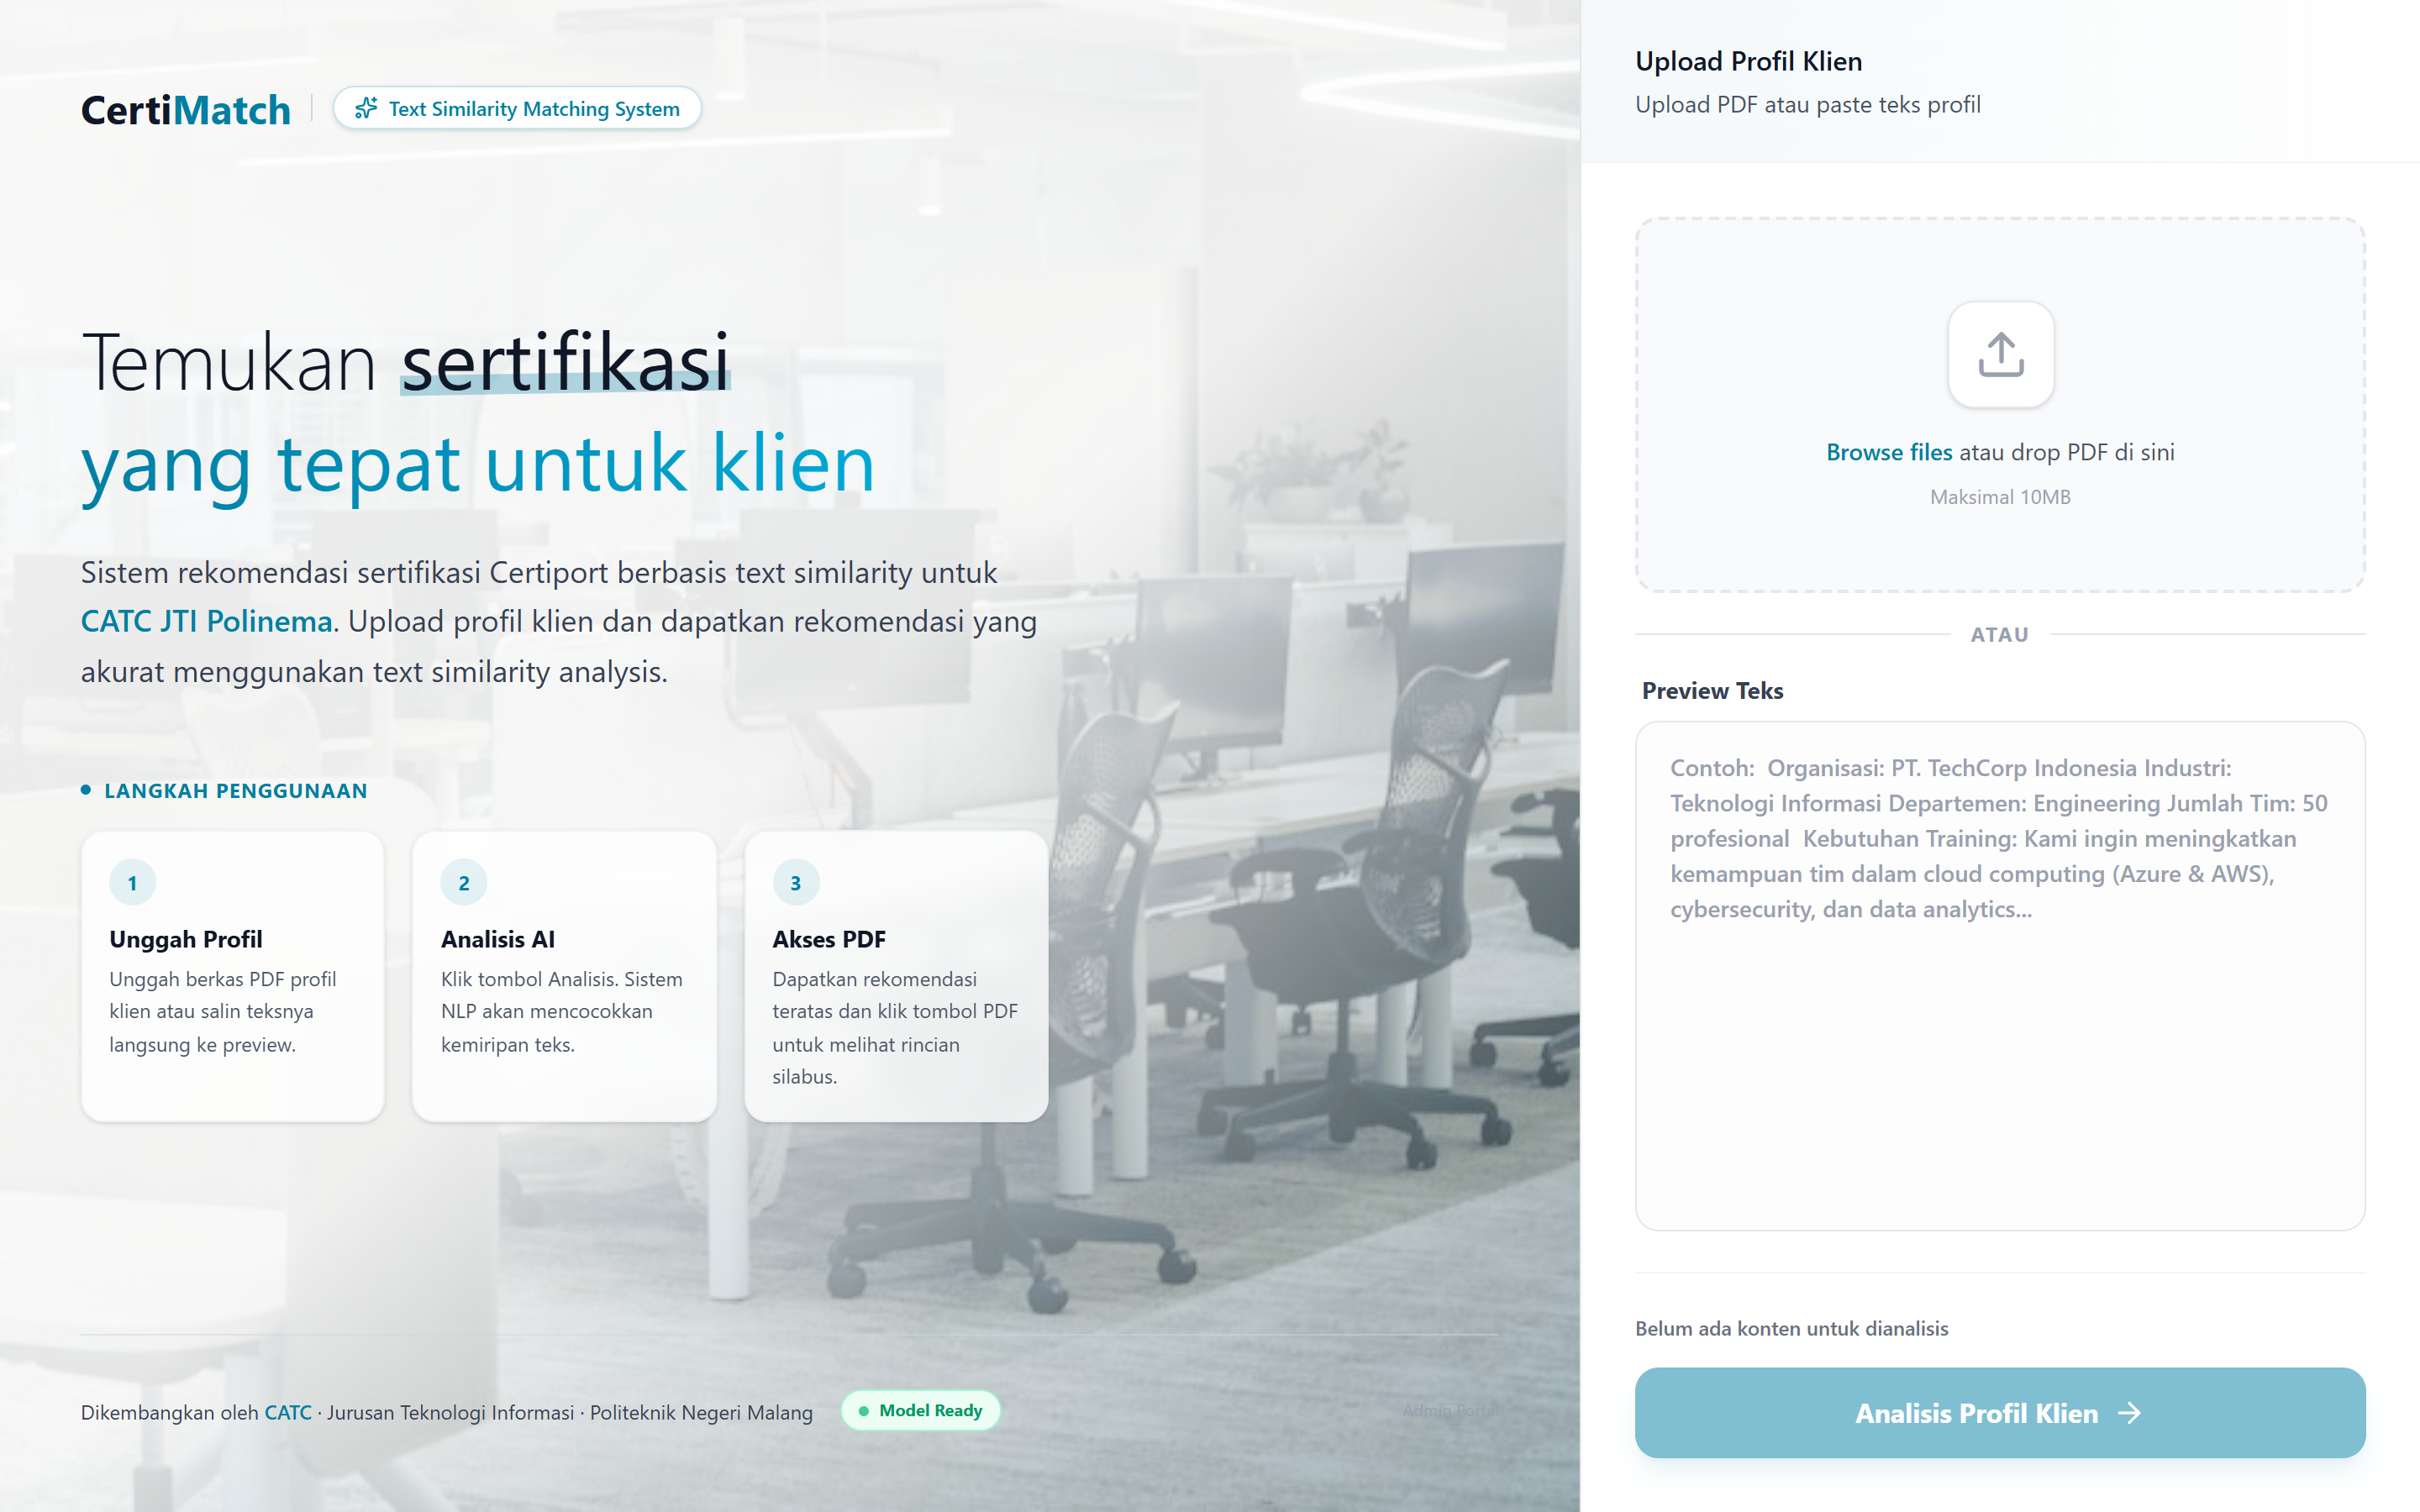 CertiMatch
Text Similarity Matching System
Temukan sertifikasi
yang tepat untuk klien
Sistem rekomendasi sertifikasi Certiport berbasis text similarity untuk
CATC JTI Polinema. Upload profil klien dan dapatkan rekomendasi yang
akurat menggunakan text similarity analysis.
LANGKAH PENGGUNAAN
1
Unggah Profil
Unggah berkas PDF profil
klien atau salin teksnya
langsung ke preview.
2
Analisis AI
Klik tombol Analisis. Sistem
NLP akan mencocokkan
kemiripan teks.
3
Akses PDF
Dapatkan rekomendasi
teratas dan klik tombol PDF
untuk melihat rincian
silabus.
Dikembangkan oleh CATC · Jurusan Teknologi Informasi · Politeknik Negeri Malang
Model Ready
Admin Portal
Upload Profil Klien
Upload PDF atau paste teks profil
Browse files atau drop PDF di sini
Maksimal 10MB
ATAU
Preview Teks
Contoh:  Organisasi: PT. TechCorp Indonesia Industri:
Teknologi Informasi Departemen: Engineering Jumlah Tim: 50
profesional  Kebutuhan Training: Kami ingin meningkatkan
kemampuan tim dalam cloud computing (Azure & AWS),
cybersecurity, dan data analytics...
Belum ada konten untuk dianalisis
Analisis Profil Klien →